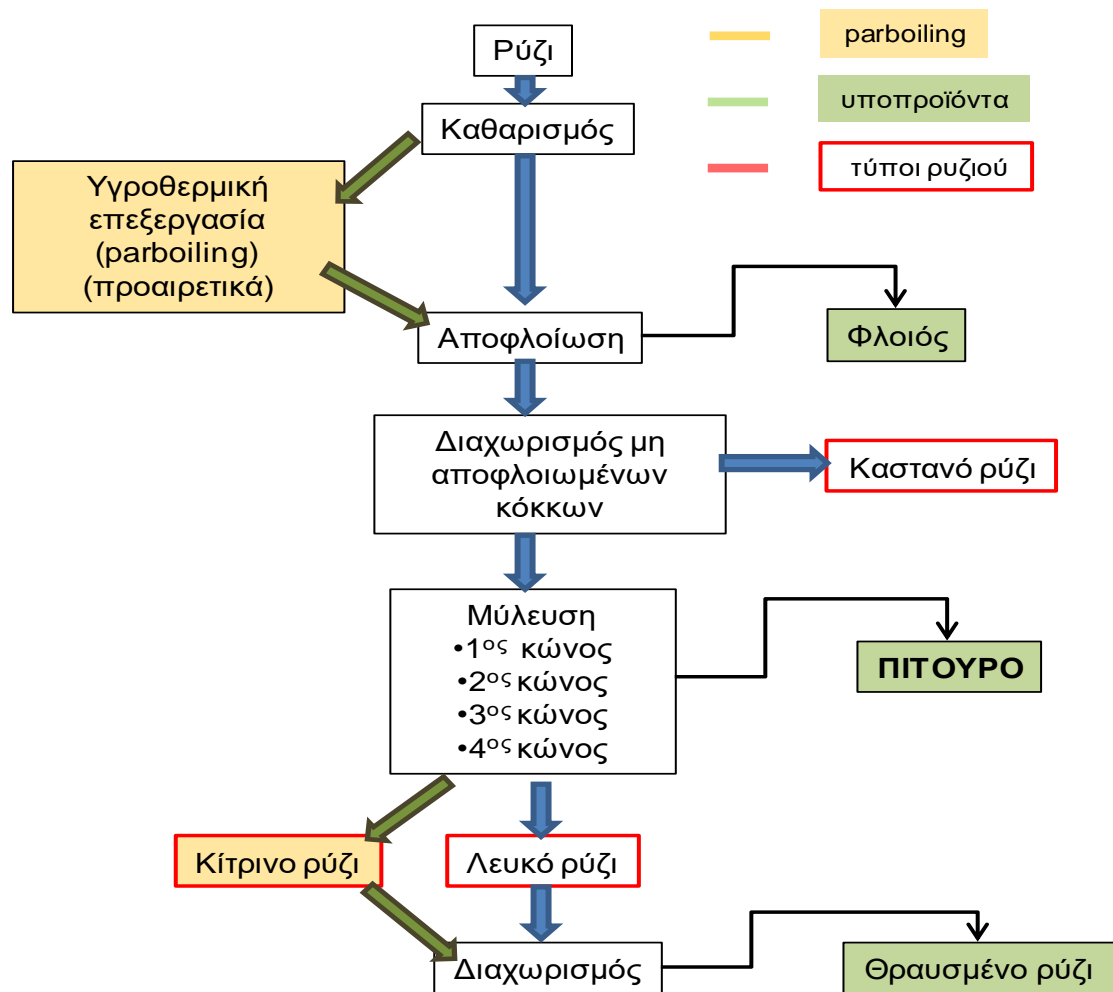 parboiling
Ρύζι
υποπροϊόντα
Καθαρισμός
τύποι ρυζιού
Υγροθερμική
επεξεργασία
(parboiling)
(προαιρετικά)
Αποφλοίωση
Φλοιός
Διαχωρισμός μη
αποφλοιωμένων
κόκκων
Καστανό ρύζι
Μύλευση
•1ος κώνος
•2ος κώνος
•3ος κώνος
•4ος κώνος
ΠΙΤΟΥΡΟ
Κίτρινο ρύζι
Λευκό ρύζι
Διαχωρισμός
Θραυσμένο ρύζι